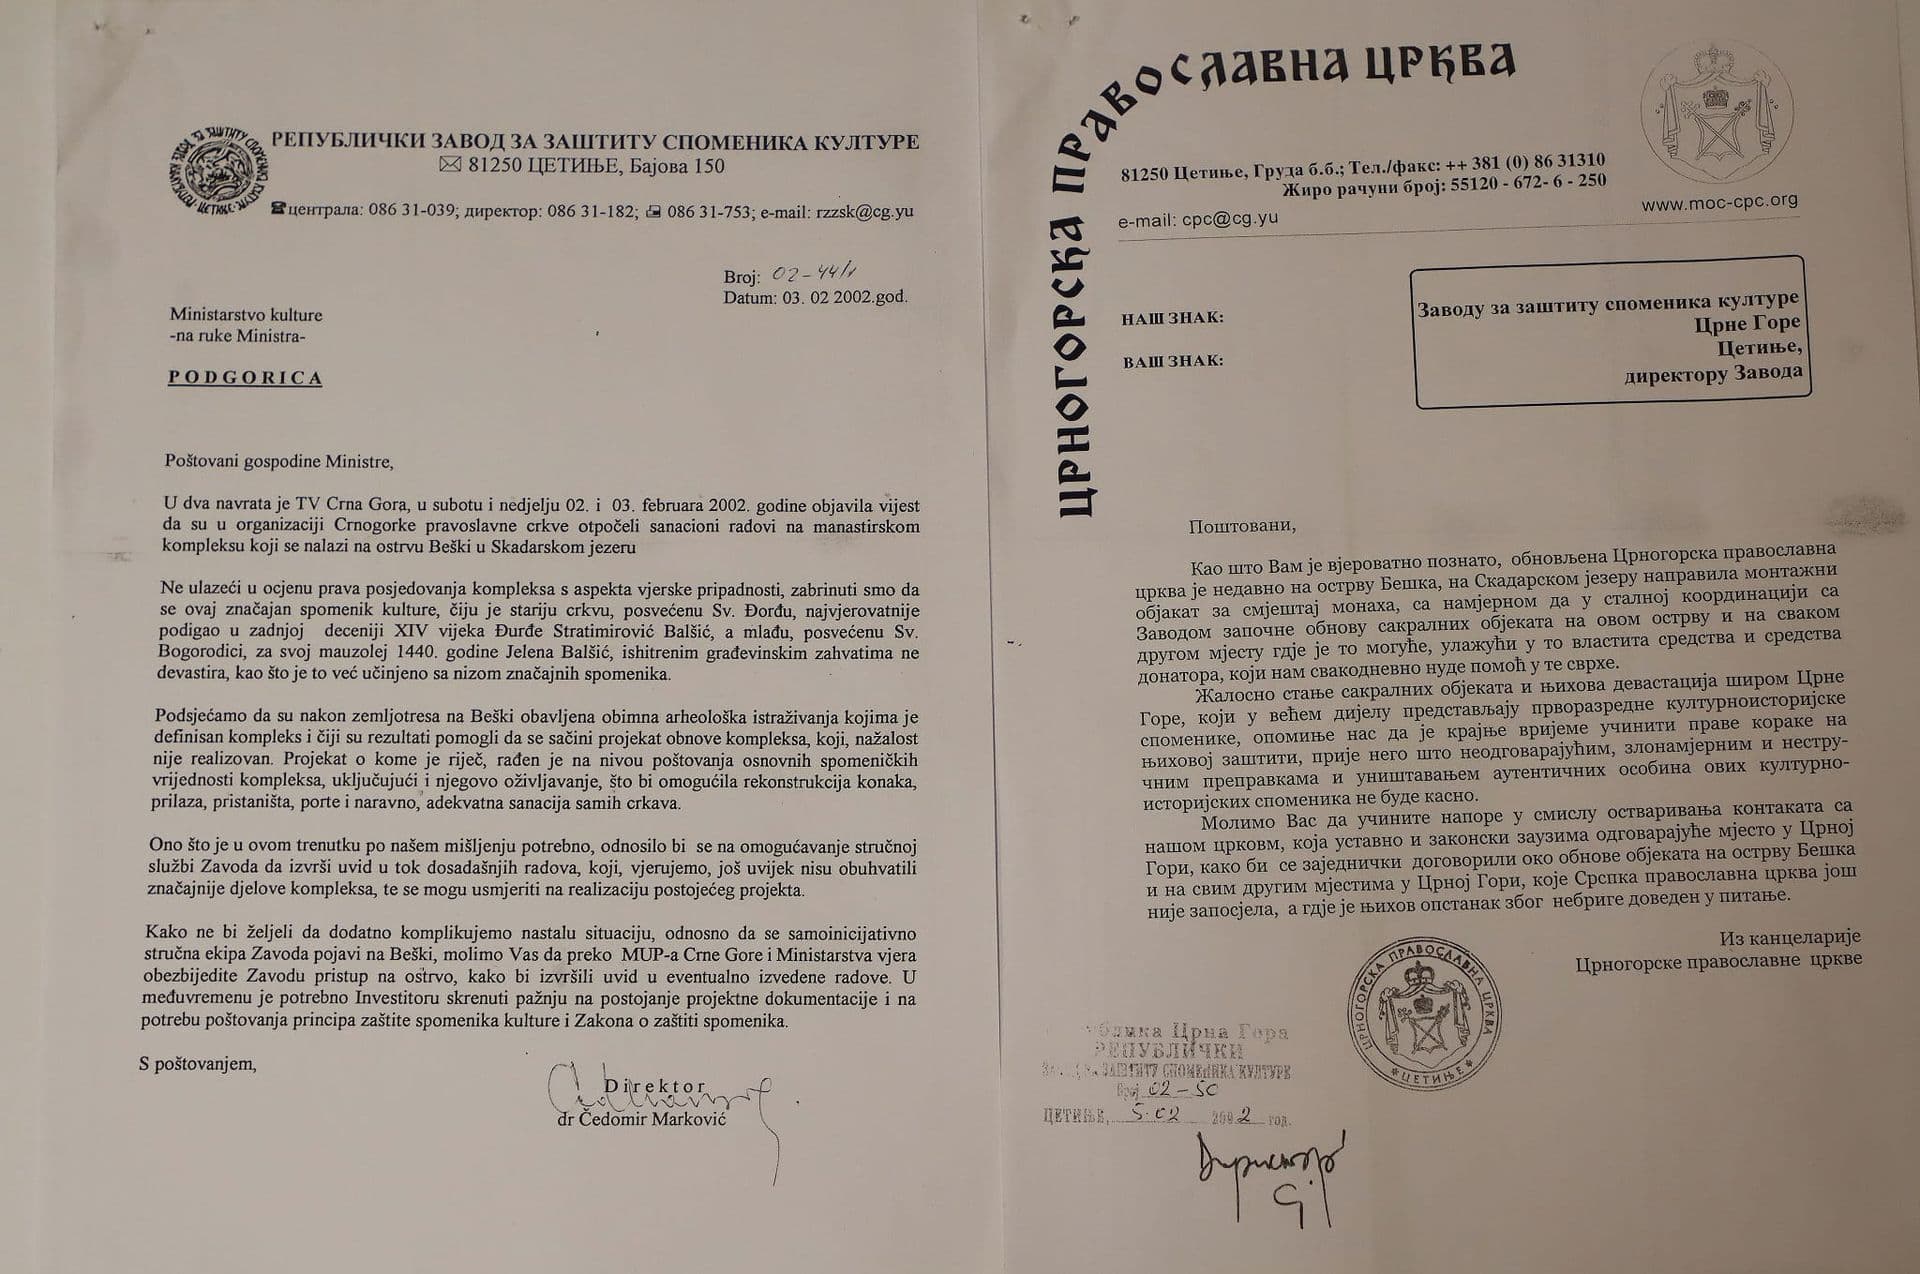 РЕПУБЛИЧКИ ЗАВОД ЗА ЗАШТИТУ СПОМЕНИКА КУЛТУРЕ
81250 ЦЕТИЊЕ, Бајова 150
централа: 086 31-039; директор: 086 31-182; 086 31-753; e-mail: rzzsk@cg.yu
Broj: 02-44/1
Datum: 03. 02 2002.god.
Ministarstvo kulture
-na ruke Ministra-
PODGORICA
Poštovani gospodine Ministre,
U dva navrata je TV Crna Gora, u subotu i nedjelju 02. i 03. februara 2002. godine objavila vijest
da su u organizaciji Crnogorke pravoslavne crkve otpočeli sanacioni radovi na manastirskom
kompleksu koji se nalazi na ostrvu Beški u Skadarskom jezeru
Ne ulazeći u ocjenu prava posjedovanja kompleksa s aspekta vjerske pripadnosti, zabrinuti smo da
se ovaj značajan spomenik kulture, čiju je stariju crkvu, posvećenu Sv. Đorđu, najvjerovatnije
podigao u zadnjoj deceniji XIV vijeka Đurđe Stratimirović Balšić, a mlađu, posvećenu Sv.
Bogorodici, za svoj mauzolej 1440. godine Jelena Balšić, ishitrenim građevinskim zahvatima ne
devastira, kao što je to već učinjeno sa nizom značajnih spomenika.
Podsjećamo da su nakon zemljotresa na Beški obavljena obimna arheološka istraživanja kojima je
definisan kompleks i čiji su rezultati pomogli da se sačini projekat obnove kompleksa, koji, nažalost
nije realizovan. Projekat o kome je riječ, rađen je na nivou poštovanja osnovnih spomeničkih
vrijednosti kompleksa, uključujući i njegovo oživljavanje, što bi omogućila rekonstrukcija konaka,
prilaza, pristaništa, porte i naravno, adekvatna sanacija samih crkava.
Ono što je u ovom trenutku po našem mišljenju potrebno, odnosilo bi se na omogućavanje stručnoj
službi Zavoda da izvrši uvid u tok dosadašnjih radova, koji, vjerujemo, još uvijek nisu obuhvatili
značajnije djelove kompleksa, te se mogu usmjeriti na realizaciju postojećeg projekta.
Kako ne bi željeli da dodatno komplikujemo nastalu situaciju, odnosno da se samoinicijativno
stručna ekipa Zavoda pojavi na Beški, molimo Vas da preko MUP-a Crne Gore i Ministarstva vjera
obezbijedite Zavodu pristup na ostrvo, kako bi izvršili uvid u eventualno izvedene radove. U
međuvremenu je potrebno Investitoru skrenuti pažnju na postojanje projektne dokumentacije i na
potrebu poštovanja principa zaštite spomenika kulture i Zakona o zaštiti spomenika.
S poštovanjem,
Direktor
dr Čedomir Marković
ЦРНОГОРСКА ПРАВОСЛАВНА ЦРКВА
81250 Цетиње, Груда б.б.; Тел./факс: ++ 381 (0) 86 31310
Жиро рачуни број: 55120 - 672- 6 - 250
e-mail: cpc@cg.yu
www.moc-cpc.org
НАШ ЗНАК:
ВАШ ЗНАК:
Заводу за заштиту споменика културе
Црне Горе
Цетиње,
директору Завода
Поштовани,
Као што Вам је вјероватно познато, обновљена Црногорска православна
црква је недавно на острву Бешка, на Скадарском језеру направила монтажни
објакат за смјештај монаха, са намјерном да у сталној координацији са
Заводом започне обнову сакралних објеката на овом острву и на сваком
другом мјесту гдје је то могуће, улажући у то властита средства и средства
донатора, који нам свакодневно нуде помоћ у те сврхе.
Жалосно стање сакралних објеката и њихова девастација широм Црне
Горе, који у већем дијелу представљају прворазредне културноисторијске
споменике, опомиње нас да је крајње вријеме учинити праве кораке на
њиховој заштити, прије него што неодговарајућим, злонамјерним и нестру-
чним преправкама и уништавањем аутентичних особина ових културно-
историјских споменика не буде касно.
Молимо Вас да учините напоре у смислу остваривања контаката са
нашом црковм, која уставно и законски заузима одговарајуће мјесто у Црној
Гори, како би се заједнички договорили око обнове објеката на острву Бешка
и на свим другим мјестима у Црној Гори, које Српска православна црква још
није запосјела, а гдје је њихов опстанак због небриге доведен у питање.
Из канцеларије
Црногорске православне цркве
ЦРНОГОРСКА ПРАВОСЛАВНА ЦРКВА
ЦЕТИЊЕ
Црна Гора
РЕПУБЛИЧКИ
ЗАШТИТУ СПОМЕНИКА КУЛТУРЕ
Број 02-50
ЦЕТИЊЕ, 5.02 2002 год.